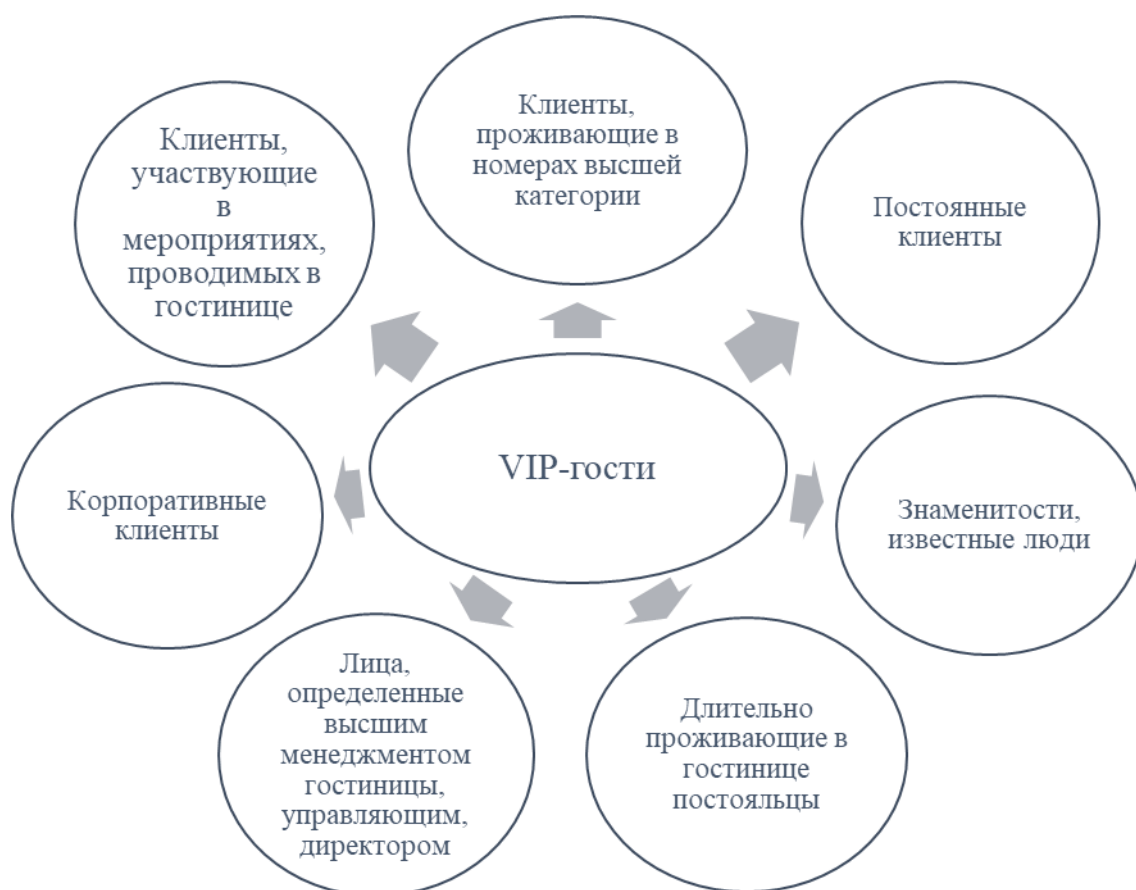 Клиенты,
проживающие в
номерах высшей
категории
Клиенты,
участвующие
в
мероприятиях,
проводимых в
гостинице
Постоянные
клиенты
VIP-гости
Корпоративные
клиенты
Знаменитости,
известные люди
Лица,
определенные
высшим
менеджментом
гостиницы,
управляющим,
директором
Длительно
проживающие в
гостинице
постояльцы